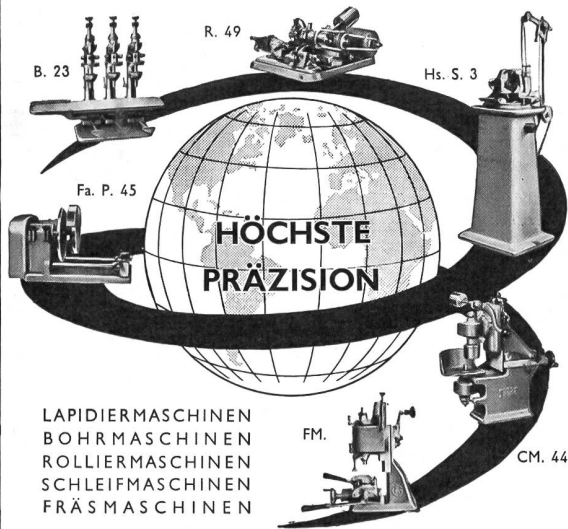 R. 49
B. 23
Hs. S. 3
Fa. P. 45
HÖCHSTE
PRÄZISION
LAPIDIERMASCHINEN
BOHRMASCHINEN
ROLLIERMASCHINEN
SCHLEIFMASCHINEN
FRÄSMASCHINEN
FM.
CM. 44